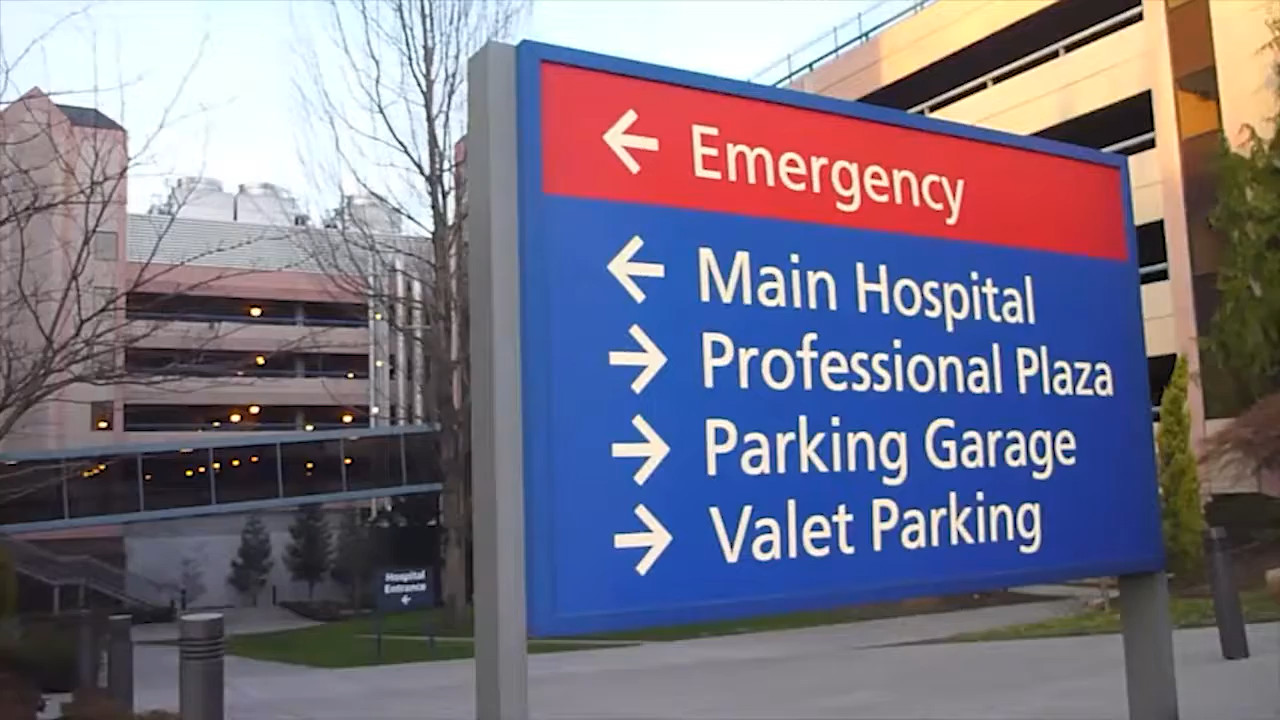 ← Emergency
← Main Hospital
→ Professional Plaza
→ Parking Garage
→ Valet Parking
Hospital
Entrance
←